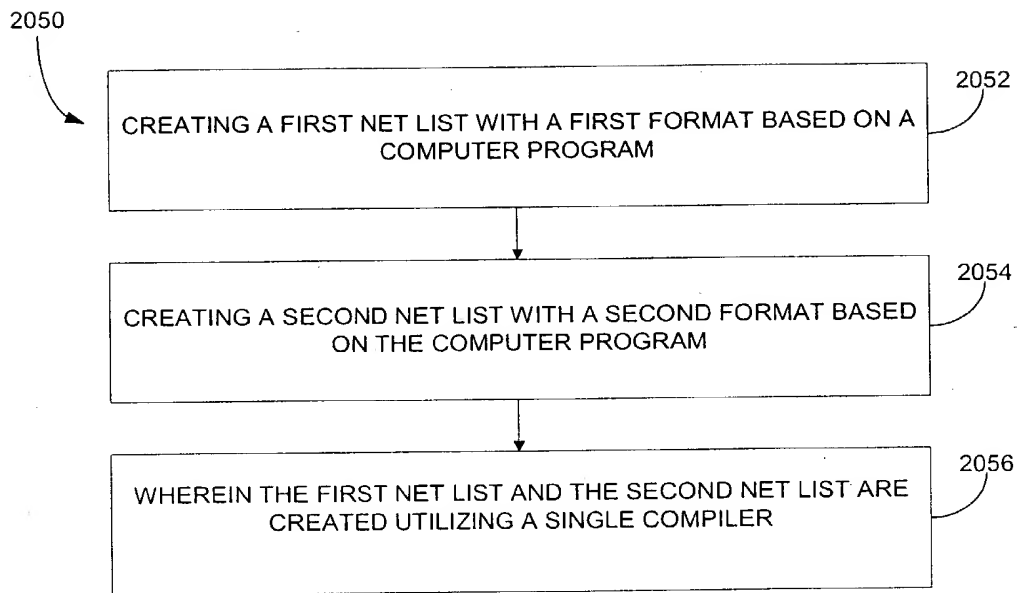 2050
2052
CREATING A FIRST NET LIST WITH A FIRST FORMAT BASED ON A
COMPUTER PROGRAM
2054
CREATING A SECOND NET LIST WITH A SECOND FORMAT BASED
ON THE COMPUTER PROGRAM
2056
WHEREIN THE FIRST NET LIST AND THE SECOND NET LIST ARE
CREATED UTILIZING A SINGLE COMPILER